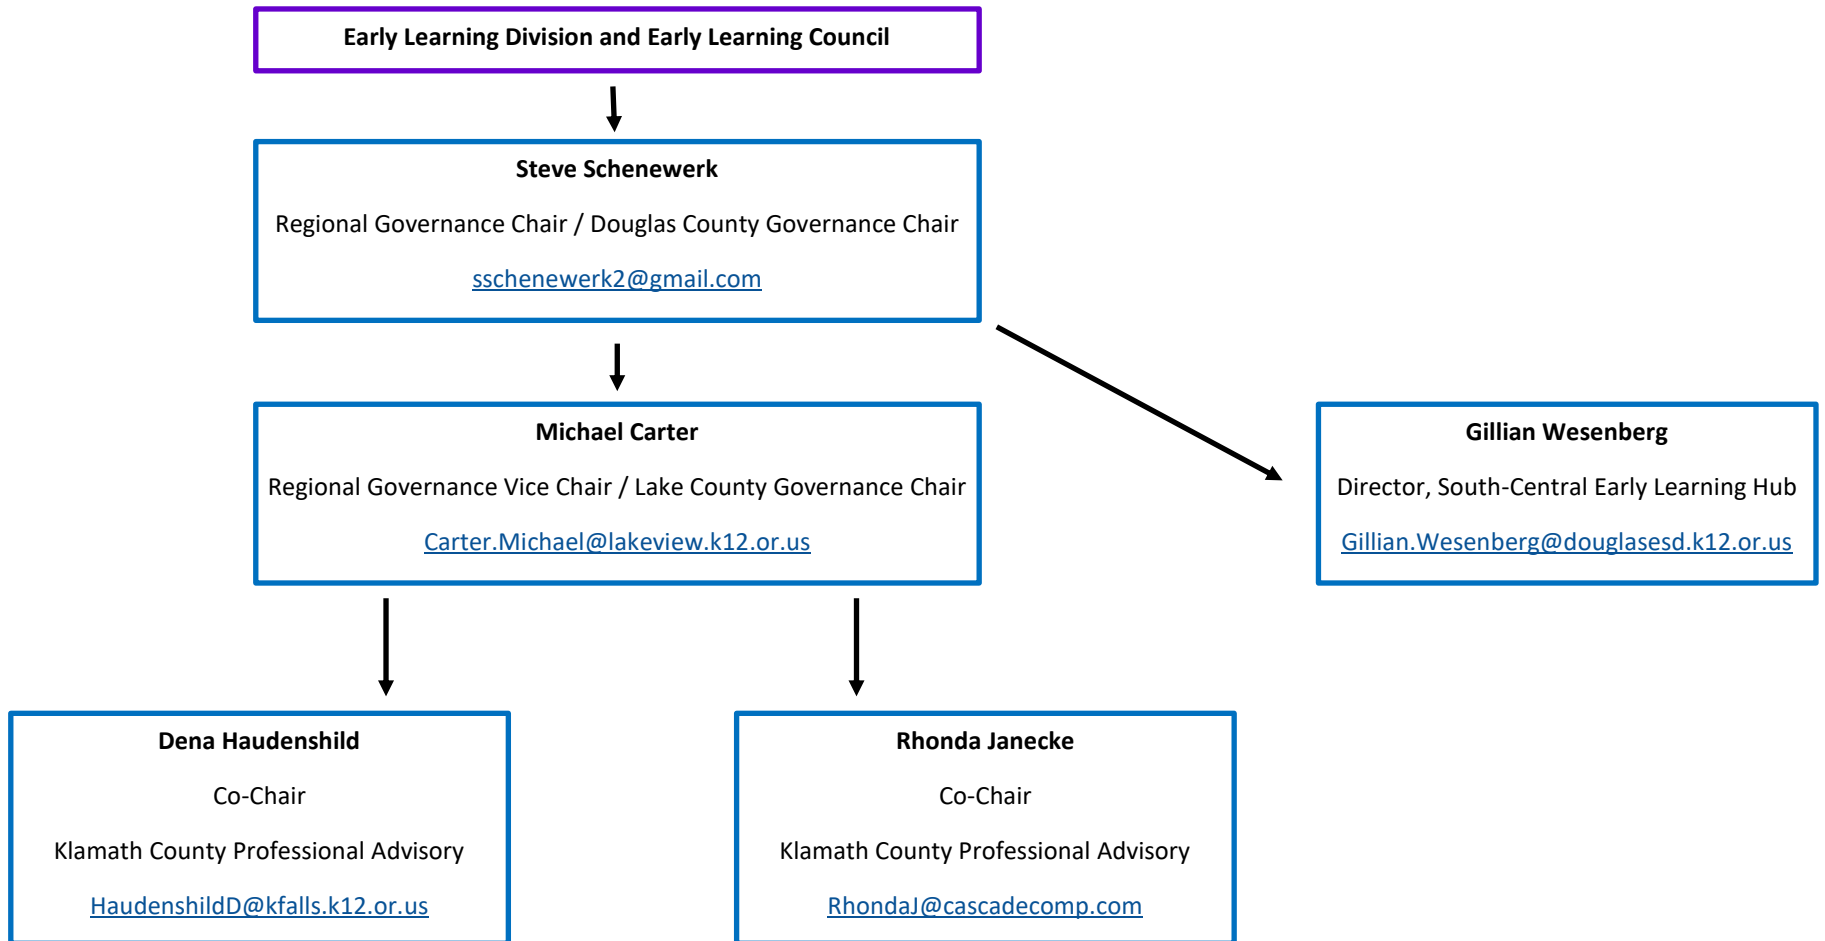 Early Learning Division and Early Learning Council
Steve Schenewerk
Regional Governance Chair / Douglas County Governance Chair
sschenewerk2@gmail.com
Michael Carter
Regional Governance Vice Chair / Lake County Governance Chair
Carter.Michael@lakeview.k12.or.us
Gillian Wesenberg
Director, South-Central Early Learning Hub
Gillian.Wesenberg@douglasesd.k12.or.us
Dena Haudenshild
Co-Chair
Klamath County Professional Advisory
HaudenshildD@kfalls.k12.or.us
Rhonda Janecke
Co-Chair
Klamath County Professional Advisory
RhondaJ@cascadecomp.com